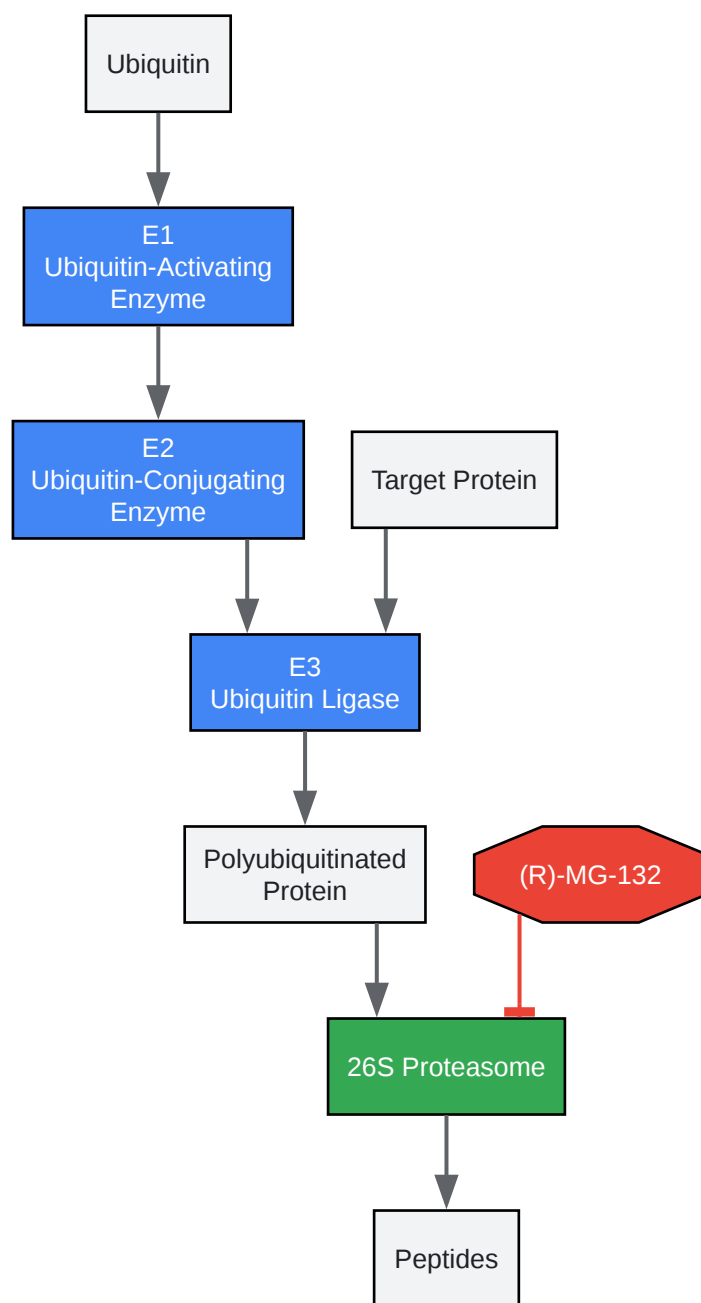 Ubiquitin
E1
Ubiquitin-Activating
Enzyme
E2
Ubiquitin-Conjugating
Enzyme
Target Protein
E3
Ubiquitin Ligase
Polyubiquitinated
Protein
(R)-MG-132
26S Proteasome
Peptides